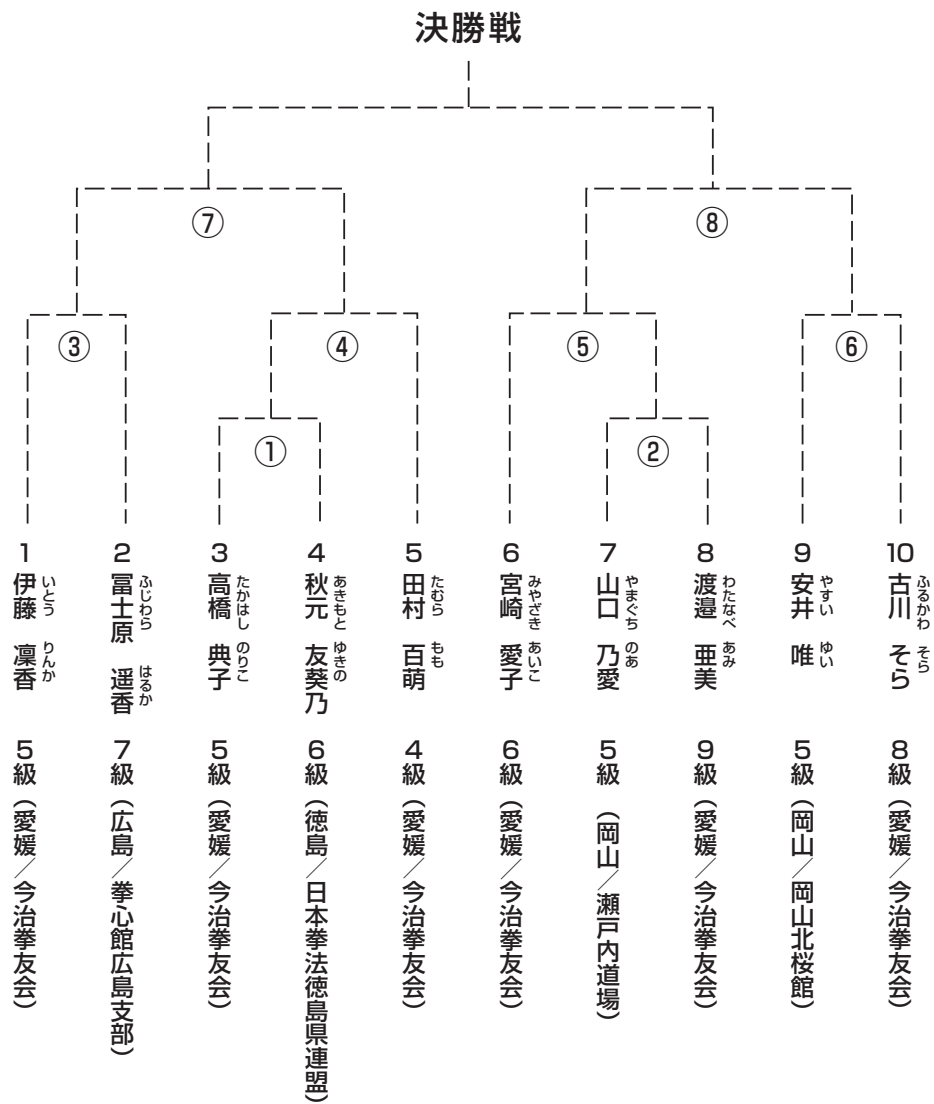 決勝戦
⑦
⑧
③
④
⑤
⑥
①
②
1 伊藤 凜香 いとう りんか 5級 (愛媛/今治拳友会)
2 冨士原 遥香 ふじわら はるか 7級 (広島/拳心館広島支部)
3 高橋 典子 たかはし のりこ 5級 (愛媛/今治拳友会)
4 秋元 友葵乃 あきもと ゆきの 6級 (徳島/日本拳法徳島県連盟)
5 田村 百萌 たむら もも 4級 (愛媛/今治拳友会)
6 宮崎 愛子 みやざき あいこ 6級 (愛媛/今治拳友会)
7 山口 乃愛 やまぐち のあ 5級 (岡山/瀬戸内道場)
8 渡邉 亜美 わたなべ あみ 9級 (愛媛/今治拳友会)
9 安井 唯 やすい ゆい 5級 (岡山/岡山北桜館)
10 古川 そら ふるかわ そら 8級 (愛媛/今治拳友会)